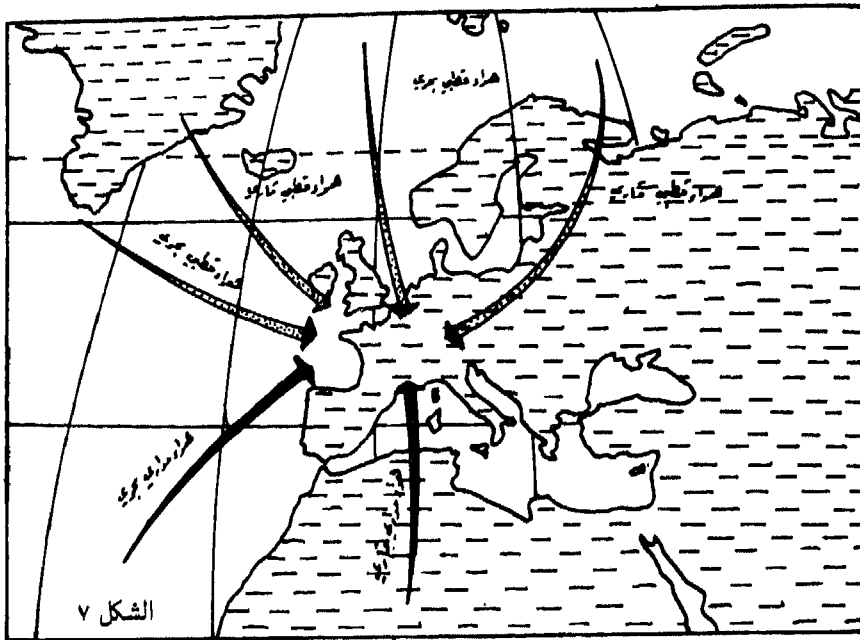 هواء قطبي بحري
هواء قطبي قاري
هواء قطبي قاري
هواء قطبي بحري
هواء مداري بحري
هواء مداري قاري
الشكل ٧